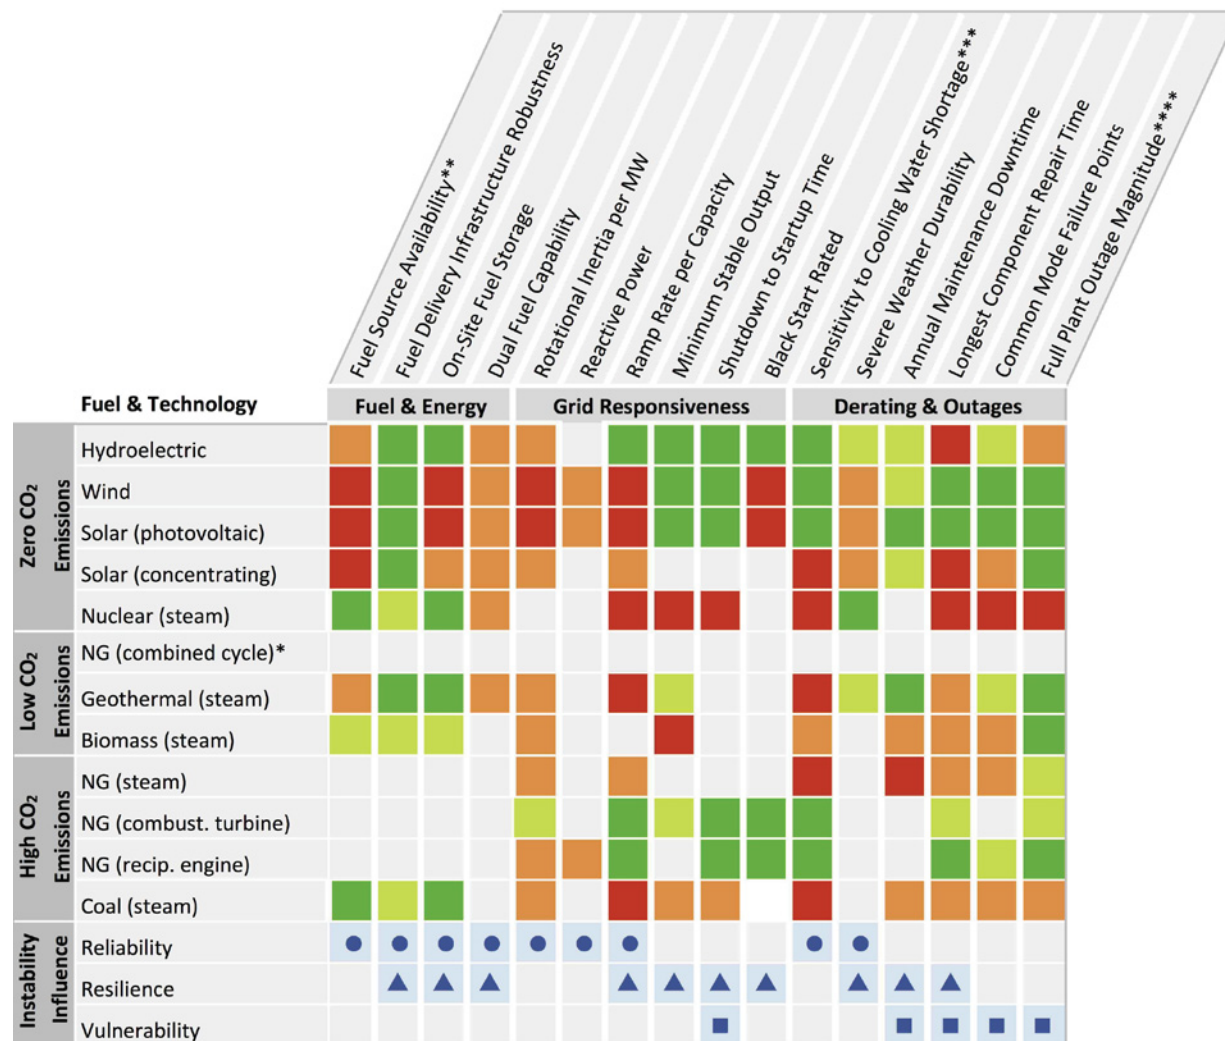 Fuel Source Availability**
Fuel Delivery Infrastructure Robustness
On-Site Fuel Storage
Dual Fuel Capability
Rotational Inertia per MW
Reactive Power
Ramp Rate per Capacity
Minimum Stable Output
Shutdown to Startup Time
Black Start Rated
Sensitivity to Cooling Water Shortage***
Severe Weather Durability
Annual Maintenance Downtime
Longest Component Repair Time
Common Mode Failure Points
Full Plant Outage Magnitude****
Fuel & Technology
Fuel & Energy
Grid Responsiveness
Derating & Outages
Zero CO₂
Emissions
Hydroelectric
Wind
Solar (photovoltaic)
Solar (concentrating)
Nuclear (steam)
Low CO₂
Emissions
NG (combined cycle)*
Geothermal (steam)
Biomass (steam)
High CO₂
Emissions
NG (steam)
NG (combust. turbine)
NG (recip. engine)
Coal (steam)
Instability
Influence
Reliability
Resilience
Vulnerability